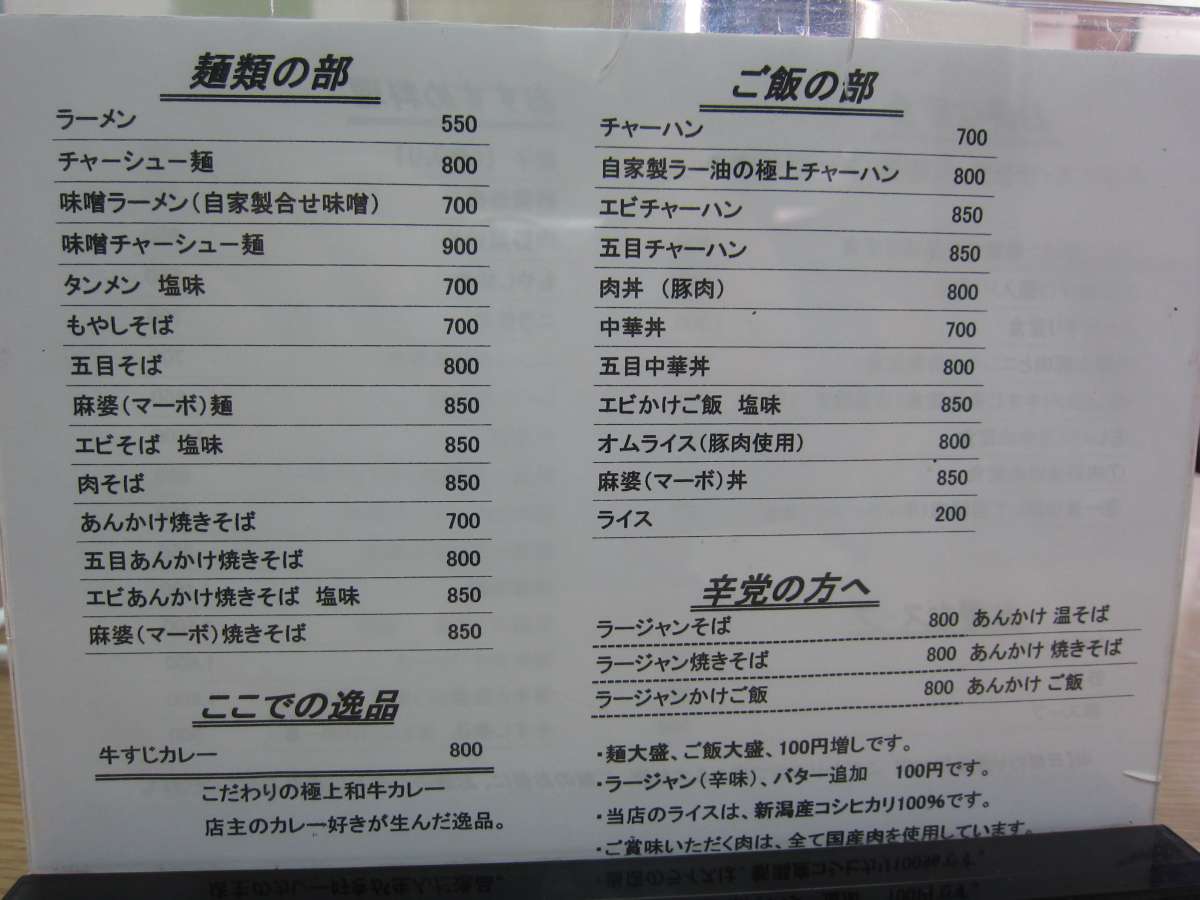 麺類の部
ラーメン 550
チャーシュー麺 800
味噌ラーメン(自家製合せ味噌) 700
味噌チャーシュー麺 900
タンメン 塩味 700
もやしそば 700
五目そば 800
麻婆(マーボ)麺 850
エビそば 塩味 850
肉そば 850
あんかけ焼きそば 700
五目あんかけ焼きそば 800
エビあんかけ焼きそば 塩味 850
麻婆(マーボ)焼きそば 850
ここでの逸品
牛すじカレー 800
こだわりの極上和牛カレー
店主のカレー好きが生んだ逸品。
ご飯の部
チャーハン 700
自家製ラー油の極上チャーハン 800
エビチャーハン 850
五目チャーハン 850
肉丼 (豚肉) 800
中華丼 700
五目中華丼 800
エビかけご飯 塩味 850
オムライス(豚肉使用) 800
麻婆(マーボ)丼 850
ライス 200
辛党の方へ
ラージャンそば 800 あんかけ 温そば
ラージャン焼きそば 800 あんかけ 焼きそば
ラージャンかけご飯 800 あんかけ ご飯
・麺大盛、ご飯大盛、100円増しです。
・ラージャン(辛味)、バター追加 100円です。
・当店のライスは、新潟産コシヒカリ100%です。
・ご賞味いただく肉は、全て国産肉を使用しています。